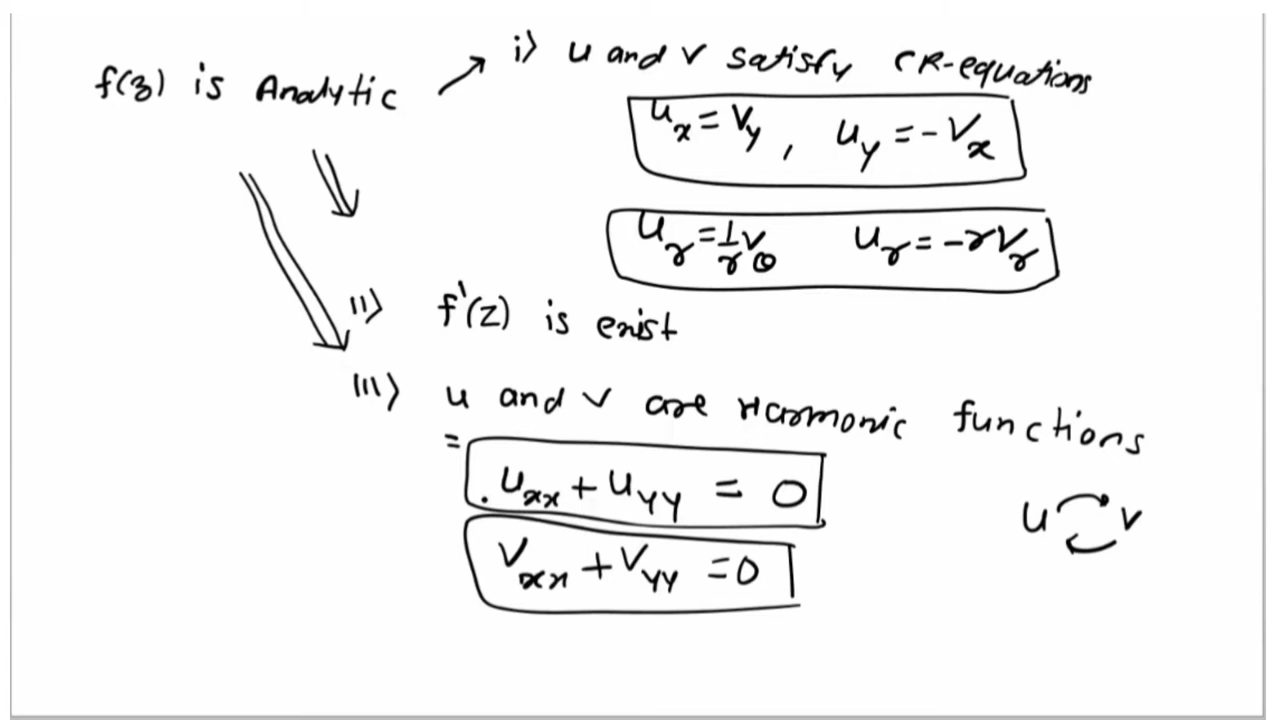 f(z) is Analytic
i) u and v satisfy CR-equations
u_x = v_y , u_y = -v_x
u_r = 1/r v_θ u_r = -r v_r
ii) f'(z) is exist
iii) u and v are Harmonic functions
=
. u_xx + u_yy = 0
u v
v_xx + v_yy = 0